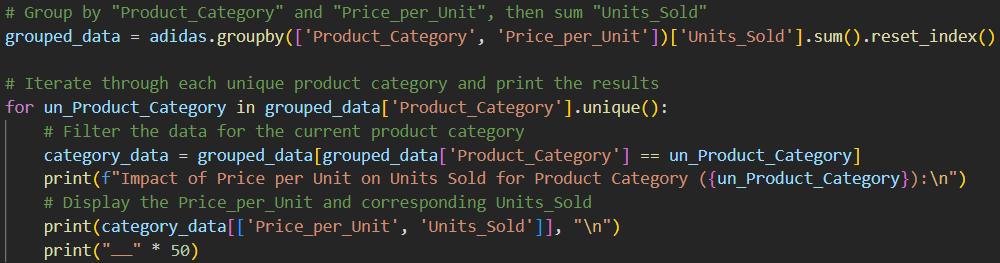 # Group by "Product_Category" and "Price_per_Unit", then sum "Units_Sold"
grouped_data = adidas.groupby(['Product_Category', 'Price_per_Unit'])['Units_Sold'].sum().reset_index()
# Iterate through each unique product category and print the results
for un_Product_Category in grouped_data['Product_Category'].unique():
    # Filter the data for the current product category
    category_data = grouped_data[grouped_data['Product_Category'] == un_Product_Category]
    print(f"Impact of Price per Unit on Units Sold for Product Category ({un_Product_Category}):\n")
    # Display the Price_per_Unit and corresponding Units_Sold
    print(category_data[['Price_per_Unit', 'Units_Sold']], "\n")
    print("__" * 50)